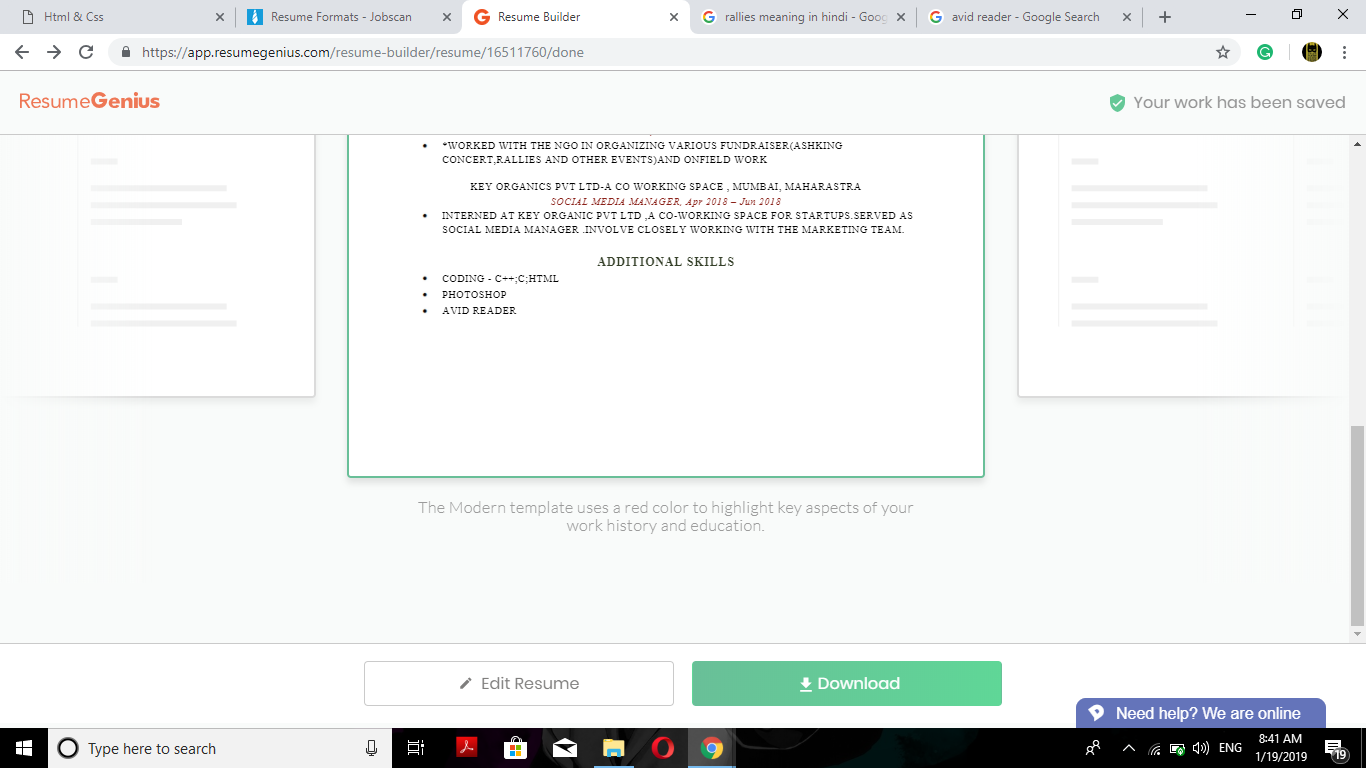 Html & Css
Resume Formats - Jobscan
Resume Builder
rallies meaning in hindi - Goog
avid reader - Google Search
https://app.resumegenius.com/resume-builder/resume/16511760/done
ResumeGenius
Your work has been saved
*WORKED WITH THE NGO IN ORGANIZING VARIOUS FUNDRAISER(ASHKING
CONCERT,RALLIES AND OTHER EVENTS)AND ONFIELD WORK
KEY ORGANICS PVT LTD-A CO WORKING SPACE , MUMBAI, MAHARASTRA
SOCIAL MEDIA MANAGER, Apr 2018 – Jun 2018
INTERNED AT KEY ORGANIC PVT LTD ,A CO-WORKING SPACE FOR STARTUPS.SERVED AS
SOCIAL MEDIA MANAGER .INVOLVE CLOSELY WORKING WITH THE MARKETING TEAM.
ADDITIONAL SKILLS
CODING - C++;C;HTML
PHOTOSHOP
AVID READER
The Modern template uses a red color to highlight key aspects of your
work history and education.
Edit Resume
Download
Need help? We are online
Type here to search
ENG
8:41 AM
1/19/2019
19